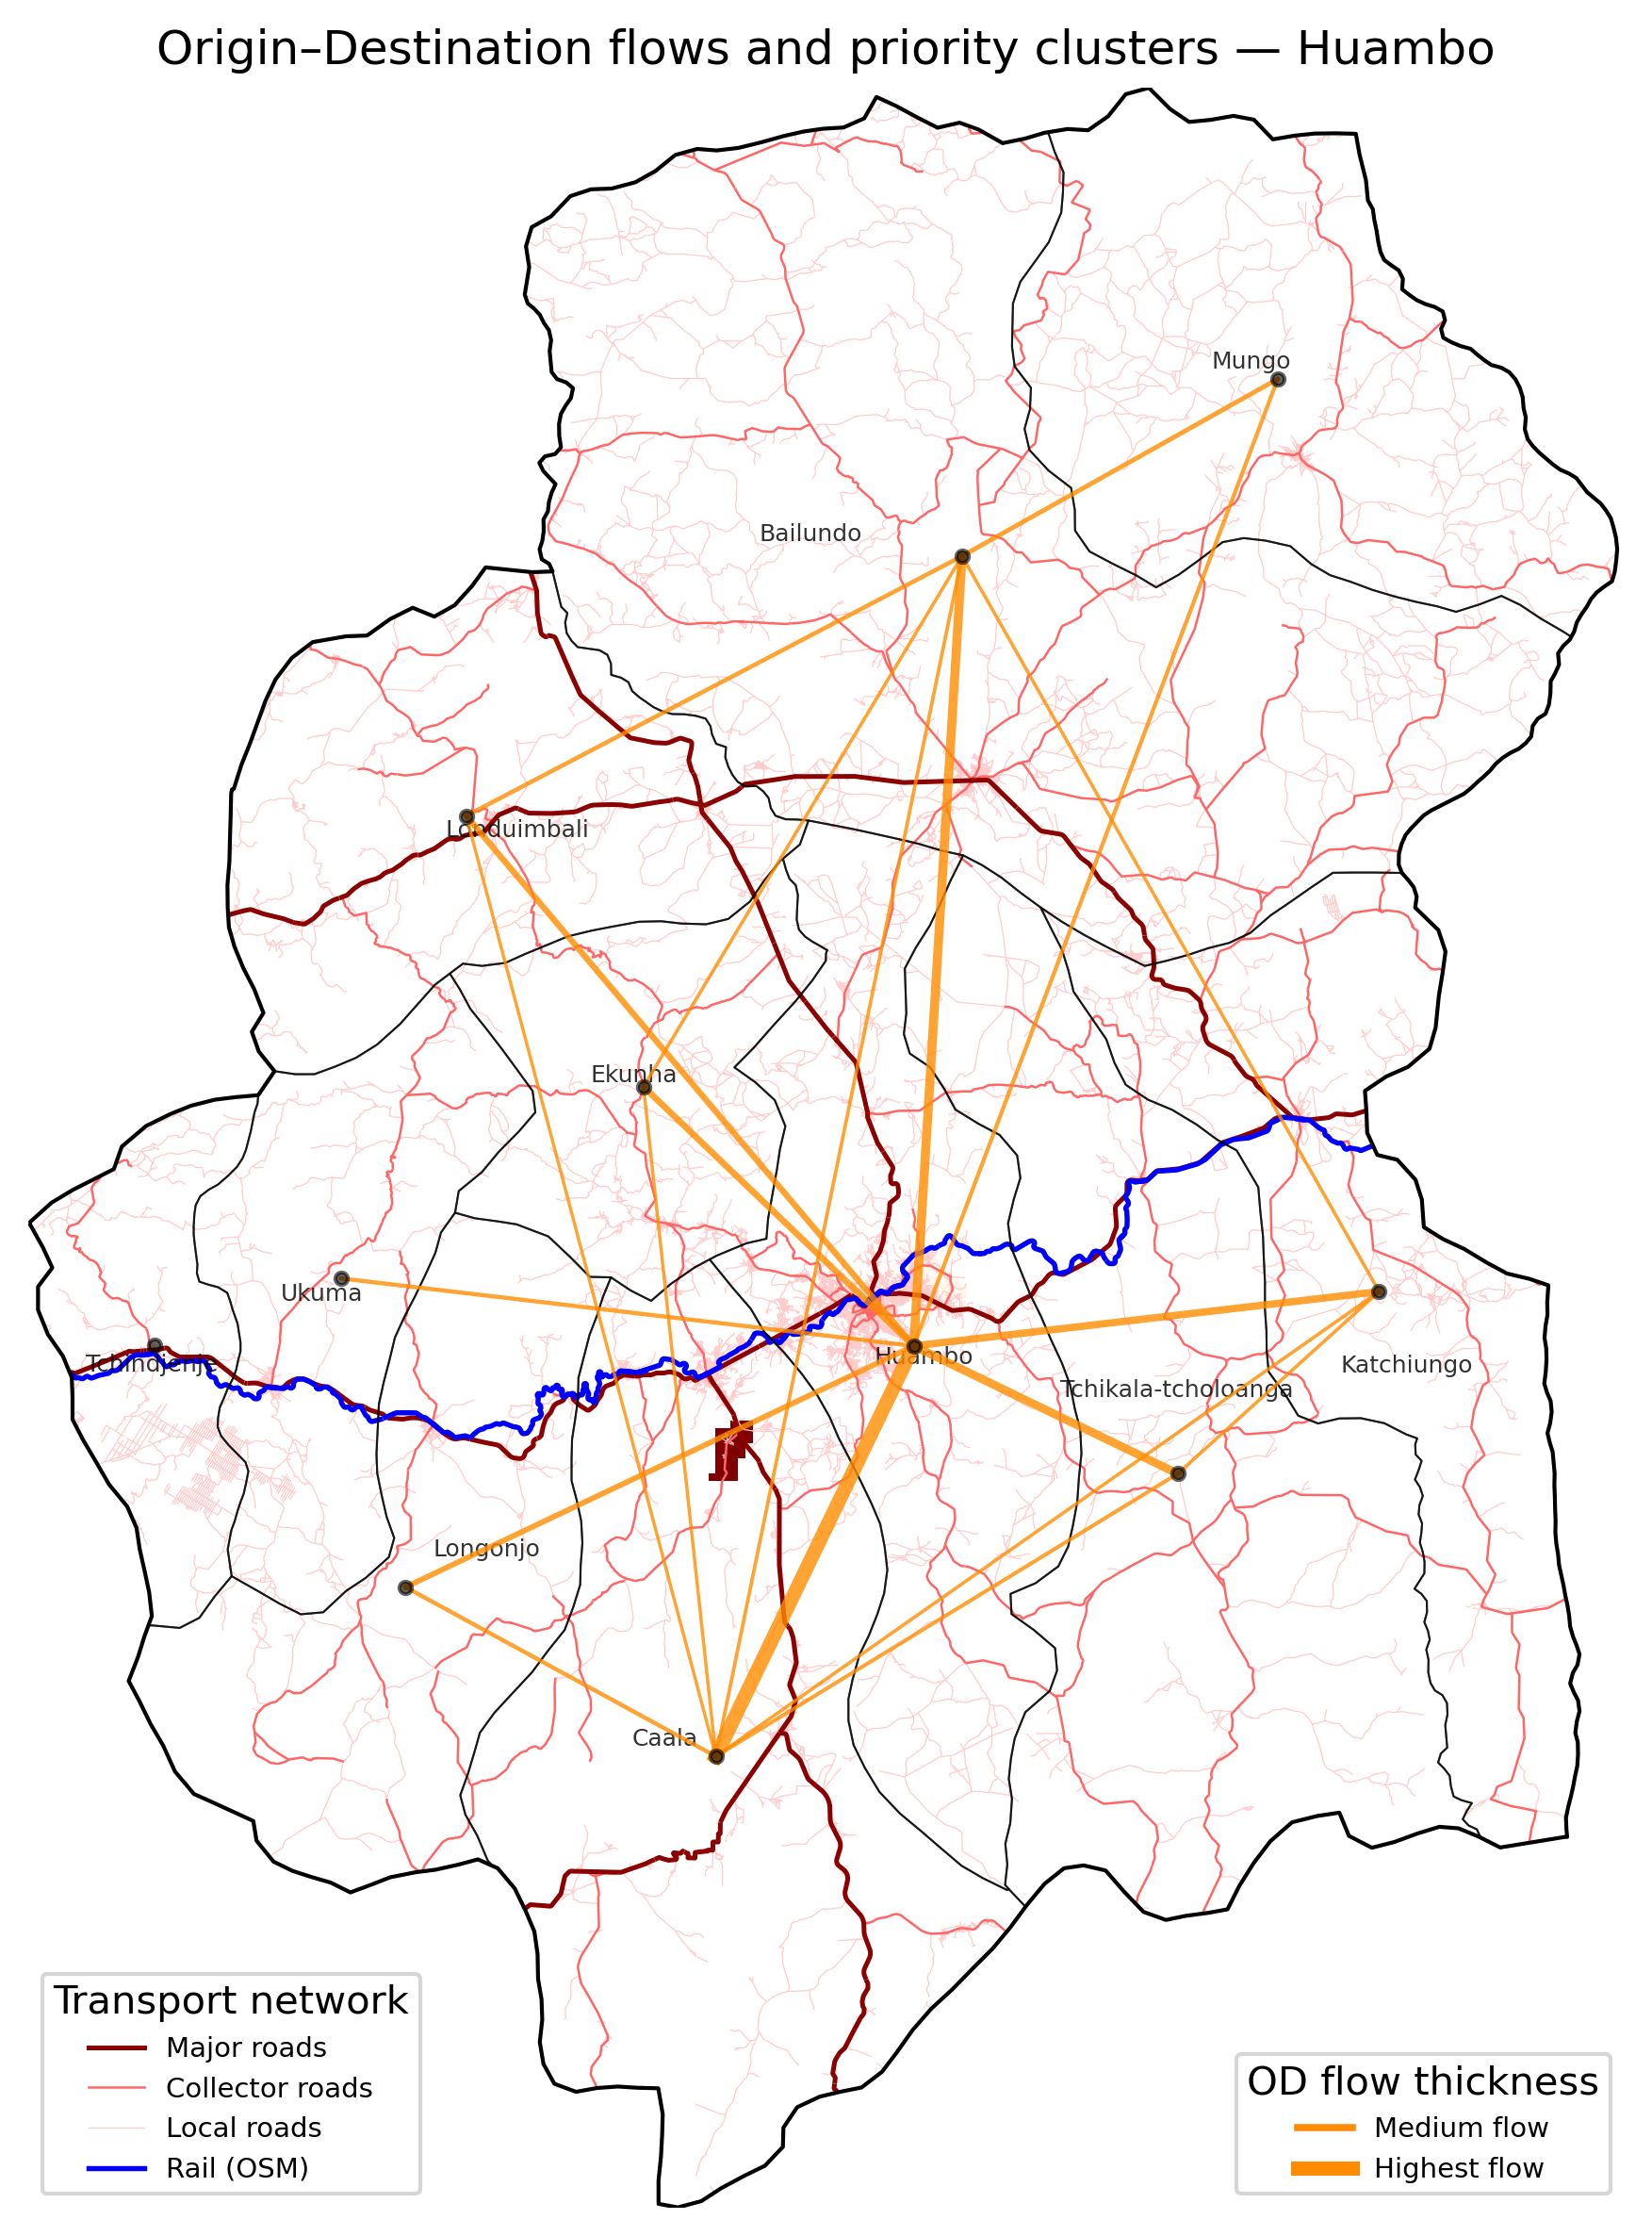 Origin–Destination flows and priority clusters — Huambo
Mungo
Bailundo
Londuimbali
Ekunha
Ukuma
Tchindjenje
Huambo
Katchiungo
Tchikala-tcholoanga
Longonjo
Caala
Transport network
Major roads
Collector roads
Local roads
Rail (OSM)
OD flow thickness
Medium flow
Highest flow